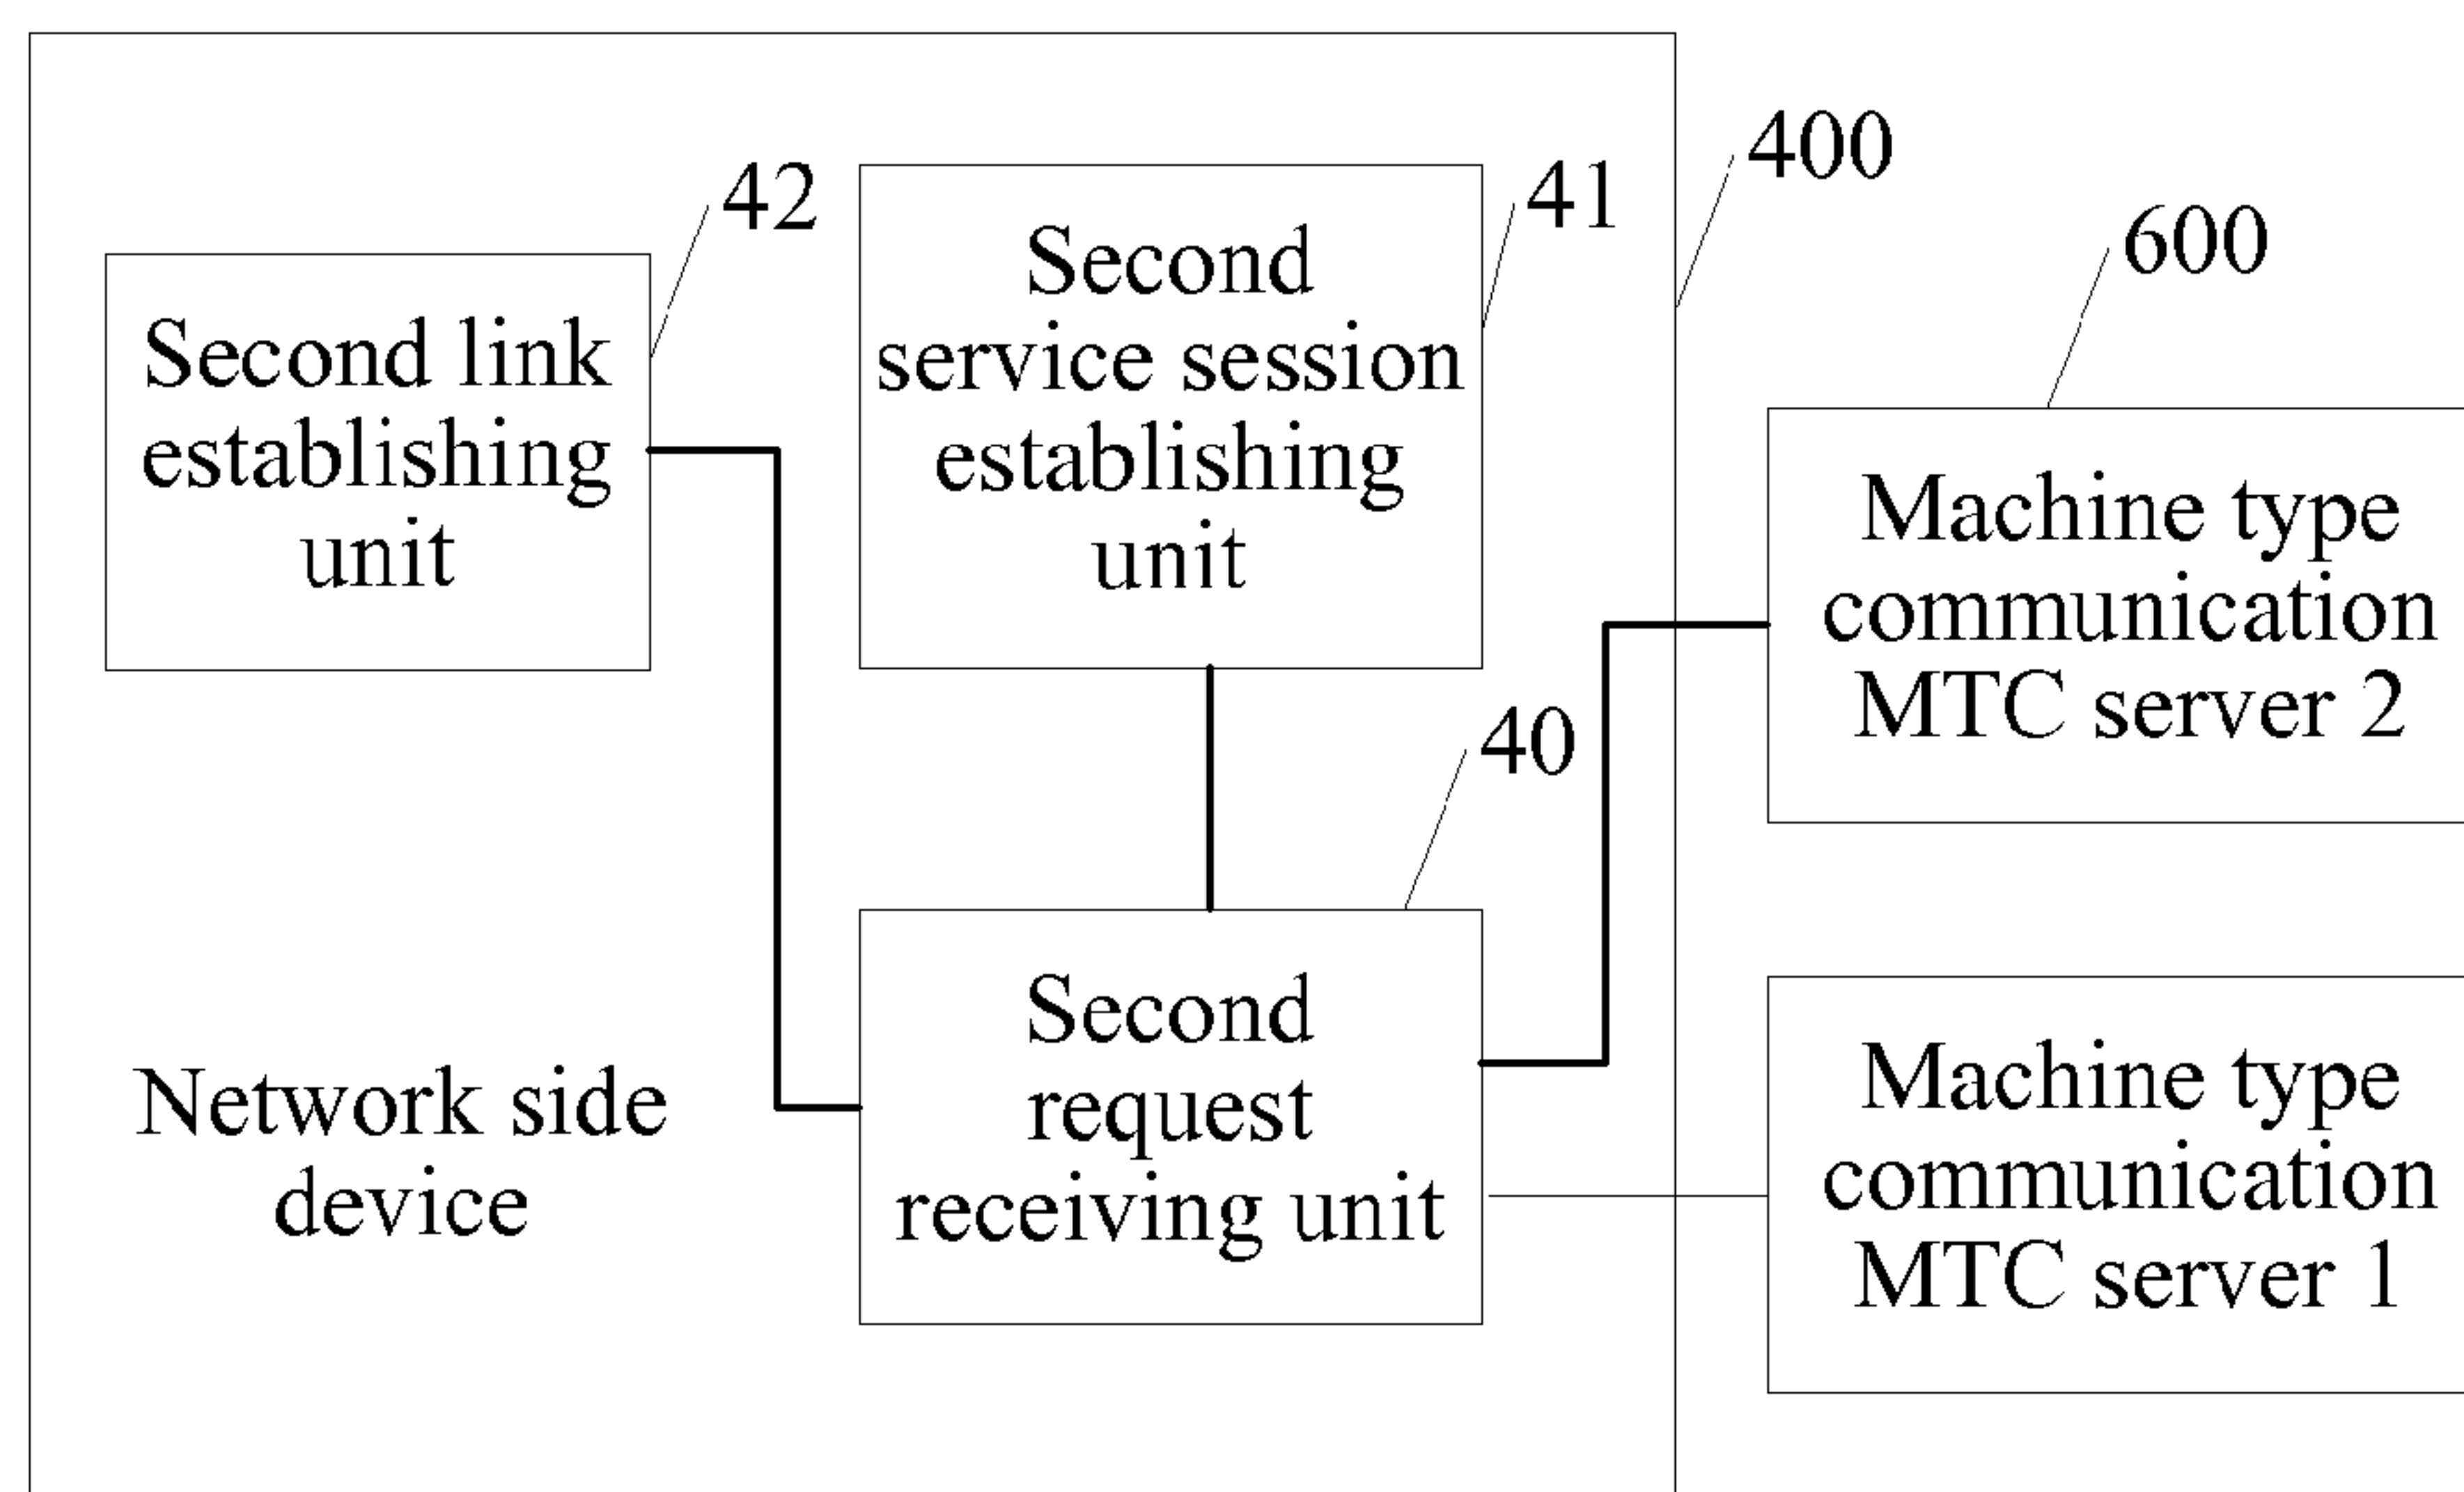 400
42
41
600
Second link
establishing
unit
Second
service session
establishing
unit
Machine type
communication
MTC server 2
40
Second
request
receiving unit
Network side
device
Machine type
communication
MTC server 1